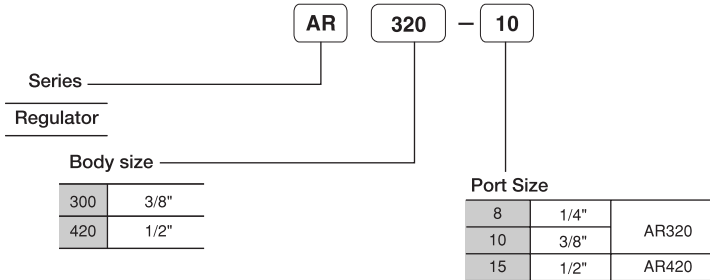 AR 320 - 10
Series
Regulator
Body size
300 3/8"
420 1/2"
Port Size
8 1/4" AR320
10 3/8"
15 1/2" AR420